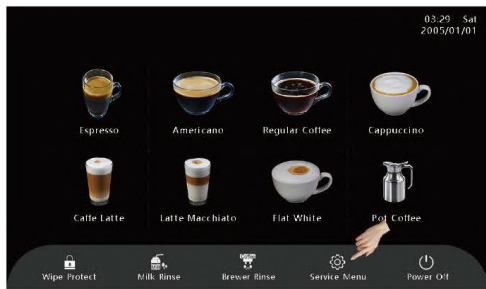 03:29 Sat
2005/01/01
Espresso
Americano
Regular Coffee
Cappuccino
Caffe Latte
Latte Macchiato
Flat White
Pot Coffee
Wipe Protect
Milk Rinse
Brewer Rinse
Service Menu
Power Off